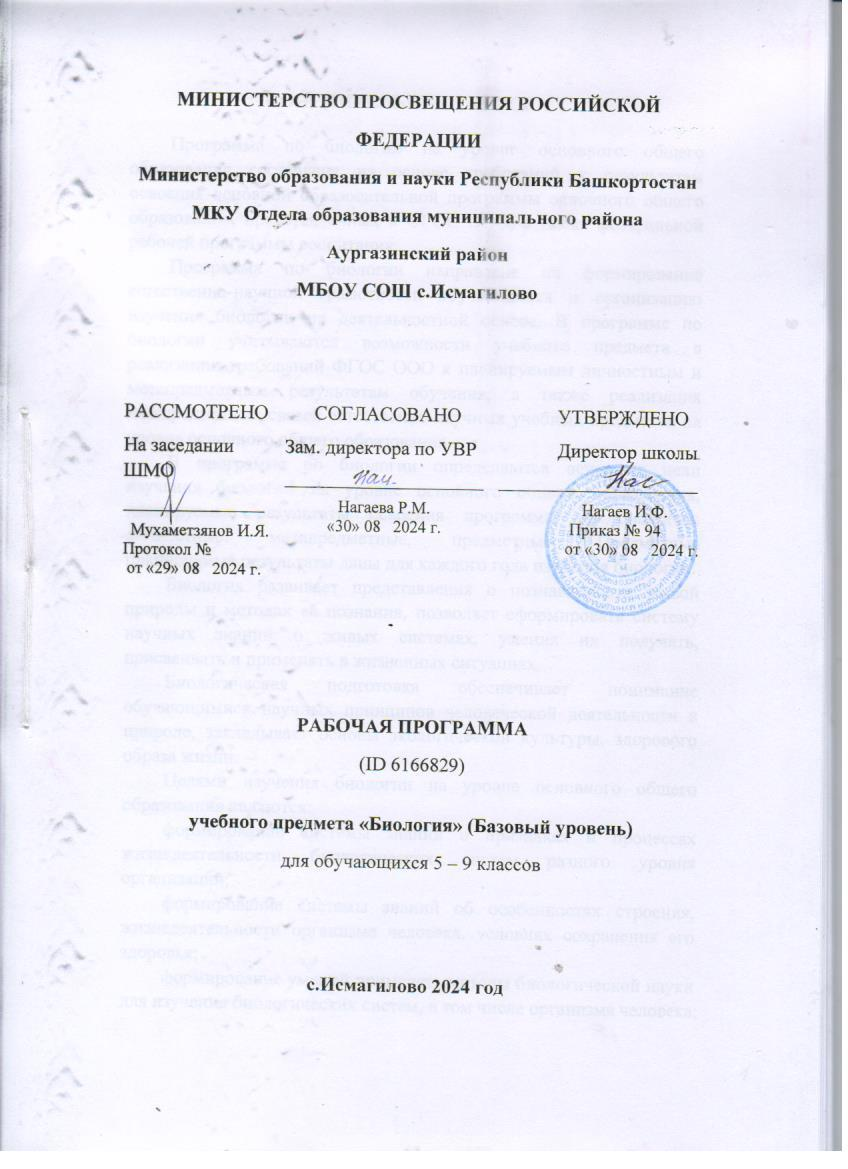 МИНИСТЕРСТВО ПРОСВЕЩЕНИЯ РОССИЙСКОЙ
ФЕДЕРАЦИИ
Министерство образования и науки Республики Башкортостан
МКУ Отдела образования муниципального района
Аургазинский район
МБОУ СОШ с.Исмагилово
РАССМОТРЕНО
На заседании
ШМО
Мухаметзянов И.Я.
Протокол №
от «29» 08 2024 г.
СОГЛАСОВАНО
Зам. директора по УВР
Нагаева Р.М.
«30» 08 2024 г.
УТВЕРЖДЕНО
Директор школы
Нагаев И.Ф.
Приказ № 94
от «30» 08 2024 г.
РАБОЧАЯ ПРОГРАММА
(ID 6166829)
учебного предмета «Биология» (Базовый уровень)
для обучающихся 5 – 9 классов
с.Исмагилово 2024 год